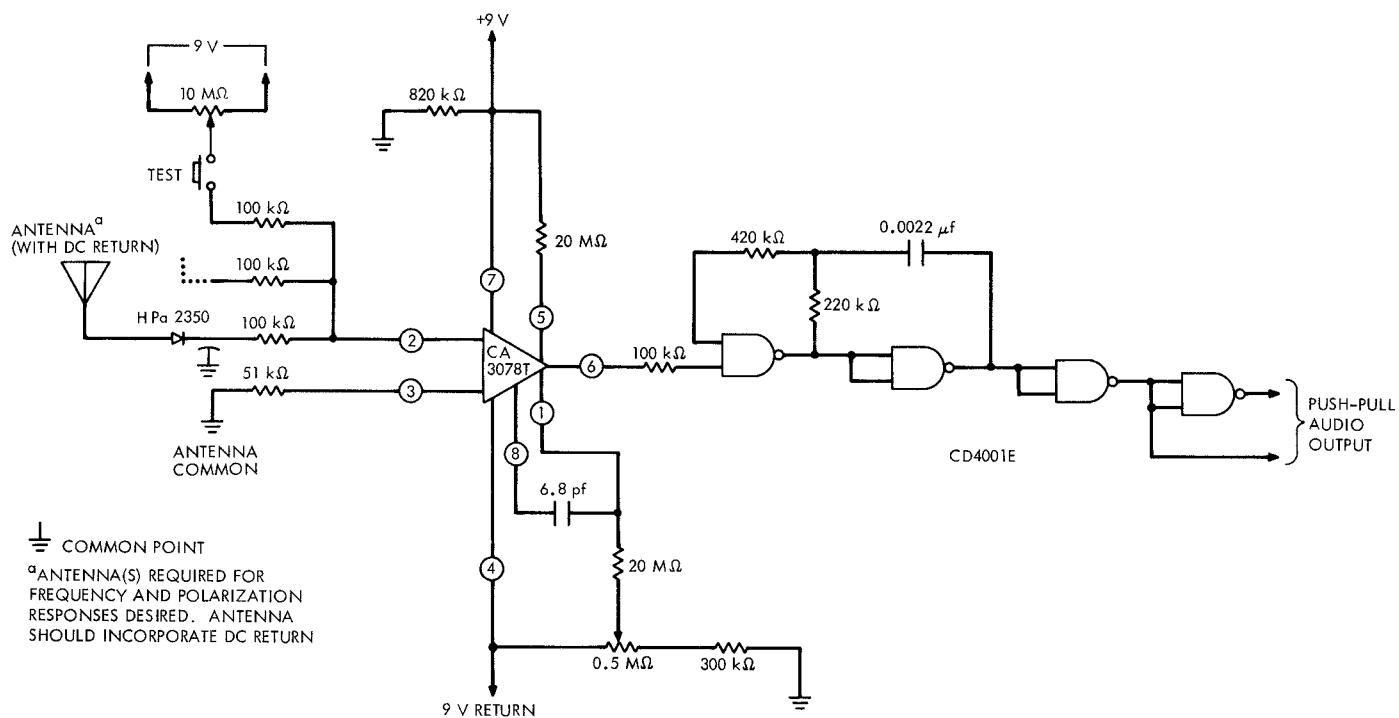 +9 V
9 V
10 MΩ
820 kΩ
TEST
100 kΩ
ANTENNAᵃ
(WITH DC RETURN)
20 MΩ
420 kΩ
0.0022 μf
100 kΩ
220 kΩ
7
HPa 2350
5
100 kΩ
2
CA
3078T
6
100 kΩ
51 kΩ
3
1
ANTENNA
COMMON
8
CD4001E
PUSH-PULL
AUDIO
OUTPUT
6.8 pf
COMMON POINT
4
20 MΩ
ᵃANTENNA(S) REQUIRED FOR
FREQUENCY AND POLARIZATION
RESPONSES DESIRED. ANTENNA
SHOULD INCORPORATE DC RETURN
0.5 MΩ
300 kΩ
9 V RETURN